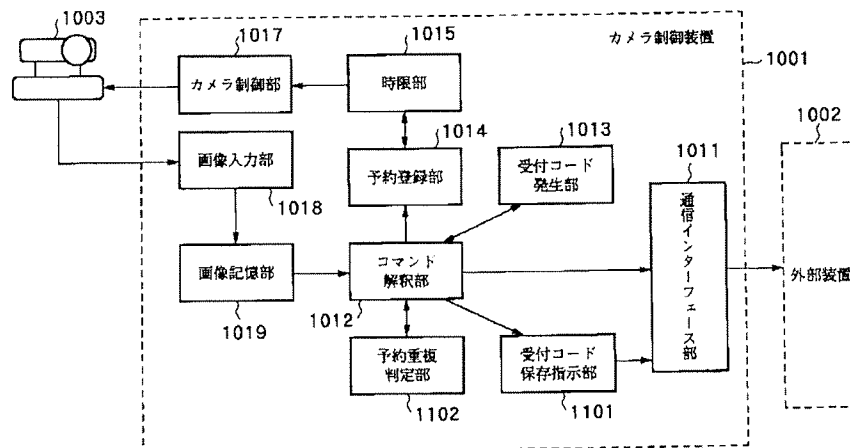 1003
1017
1015
カメラ制御装置
1001
カメラ制御部
時限部
1014
1013
1002
画像入力部
1018
予約登録部
受付コード
発生部
1011
通信インターフェース部
画像記憶部
1019
コマンド
解釈部
1012
外部装置
予約重複
判定部
1102
受付コード
保存指示部
1101